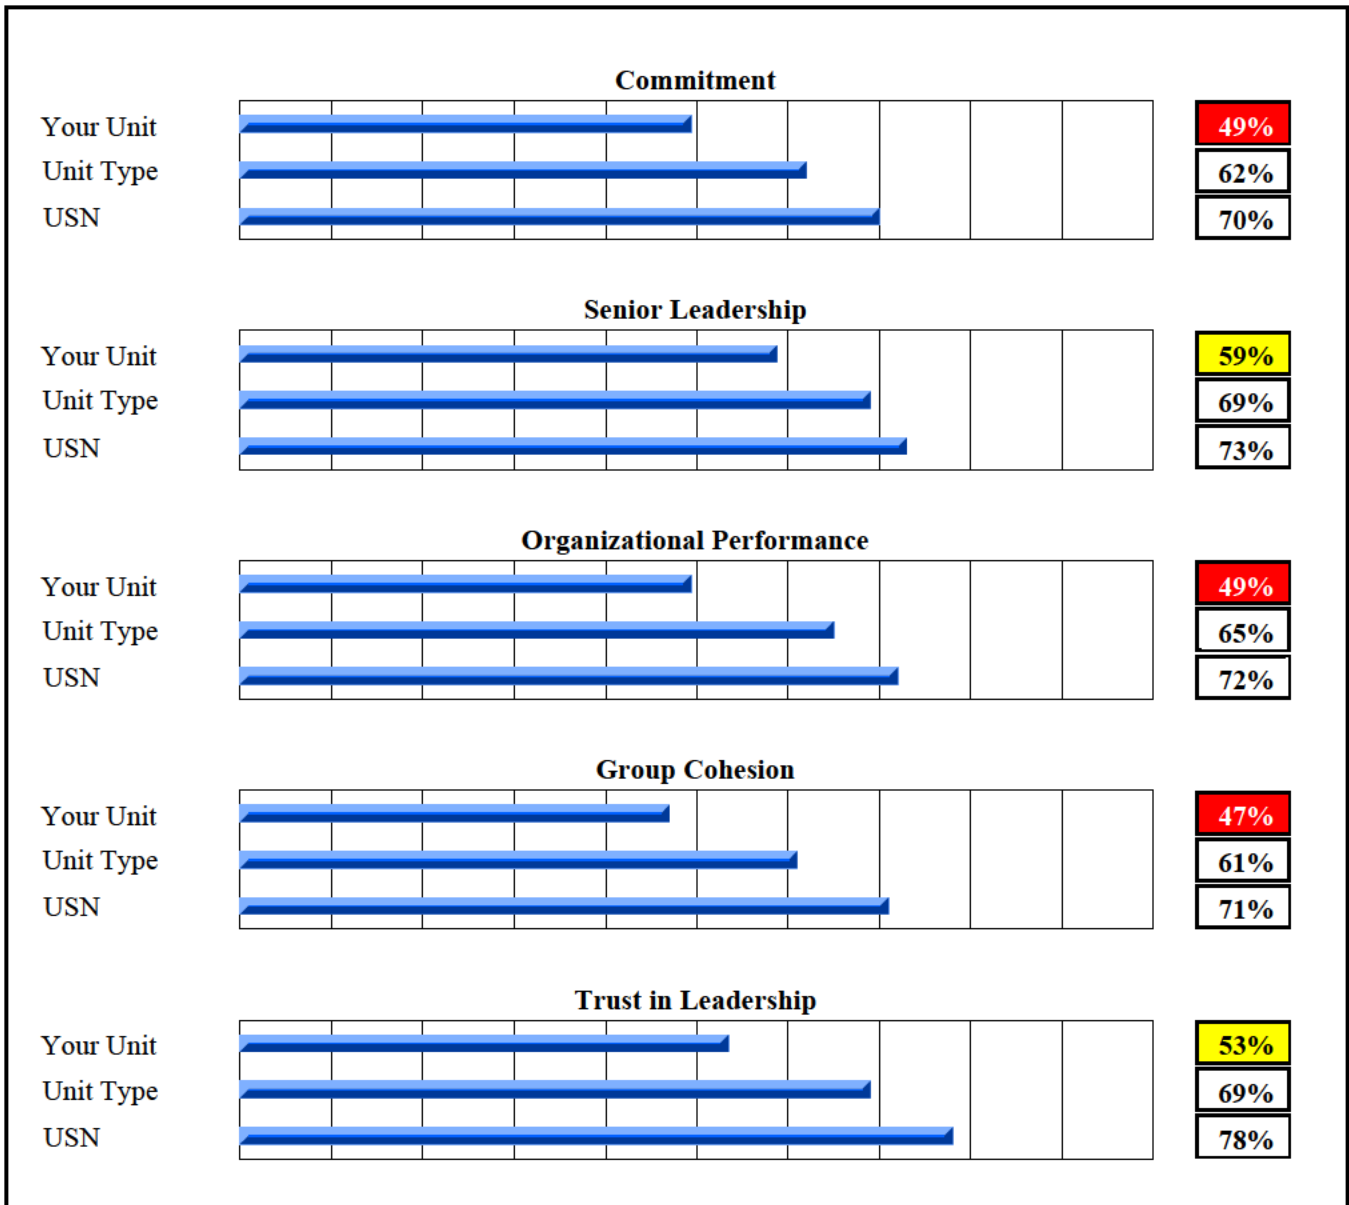 Commitment
Your Unit 49%
Unit Type 62%
USN 70%
Senior Leadership
Your Unit 59%
Unit Type 69%
USN 73%
Organizational Performance
Your Unit 49%
Unit Type 65%
USN 72%
Group Cohesion
Your Unit 47%
Unit Type 61%
USN 71%
Trust in Leadership
Your Unit 53%
Unit Type 69%
USN 78%